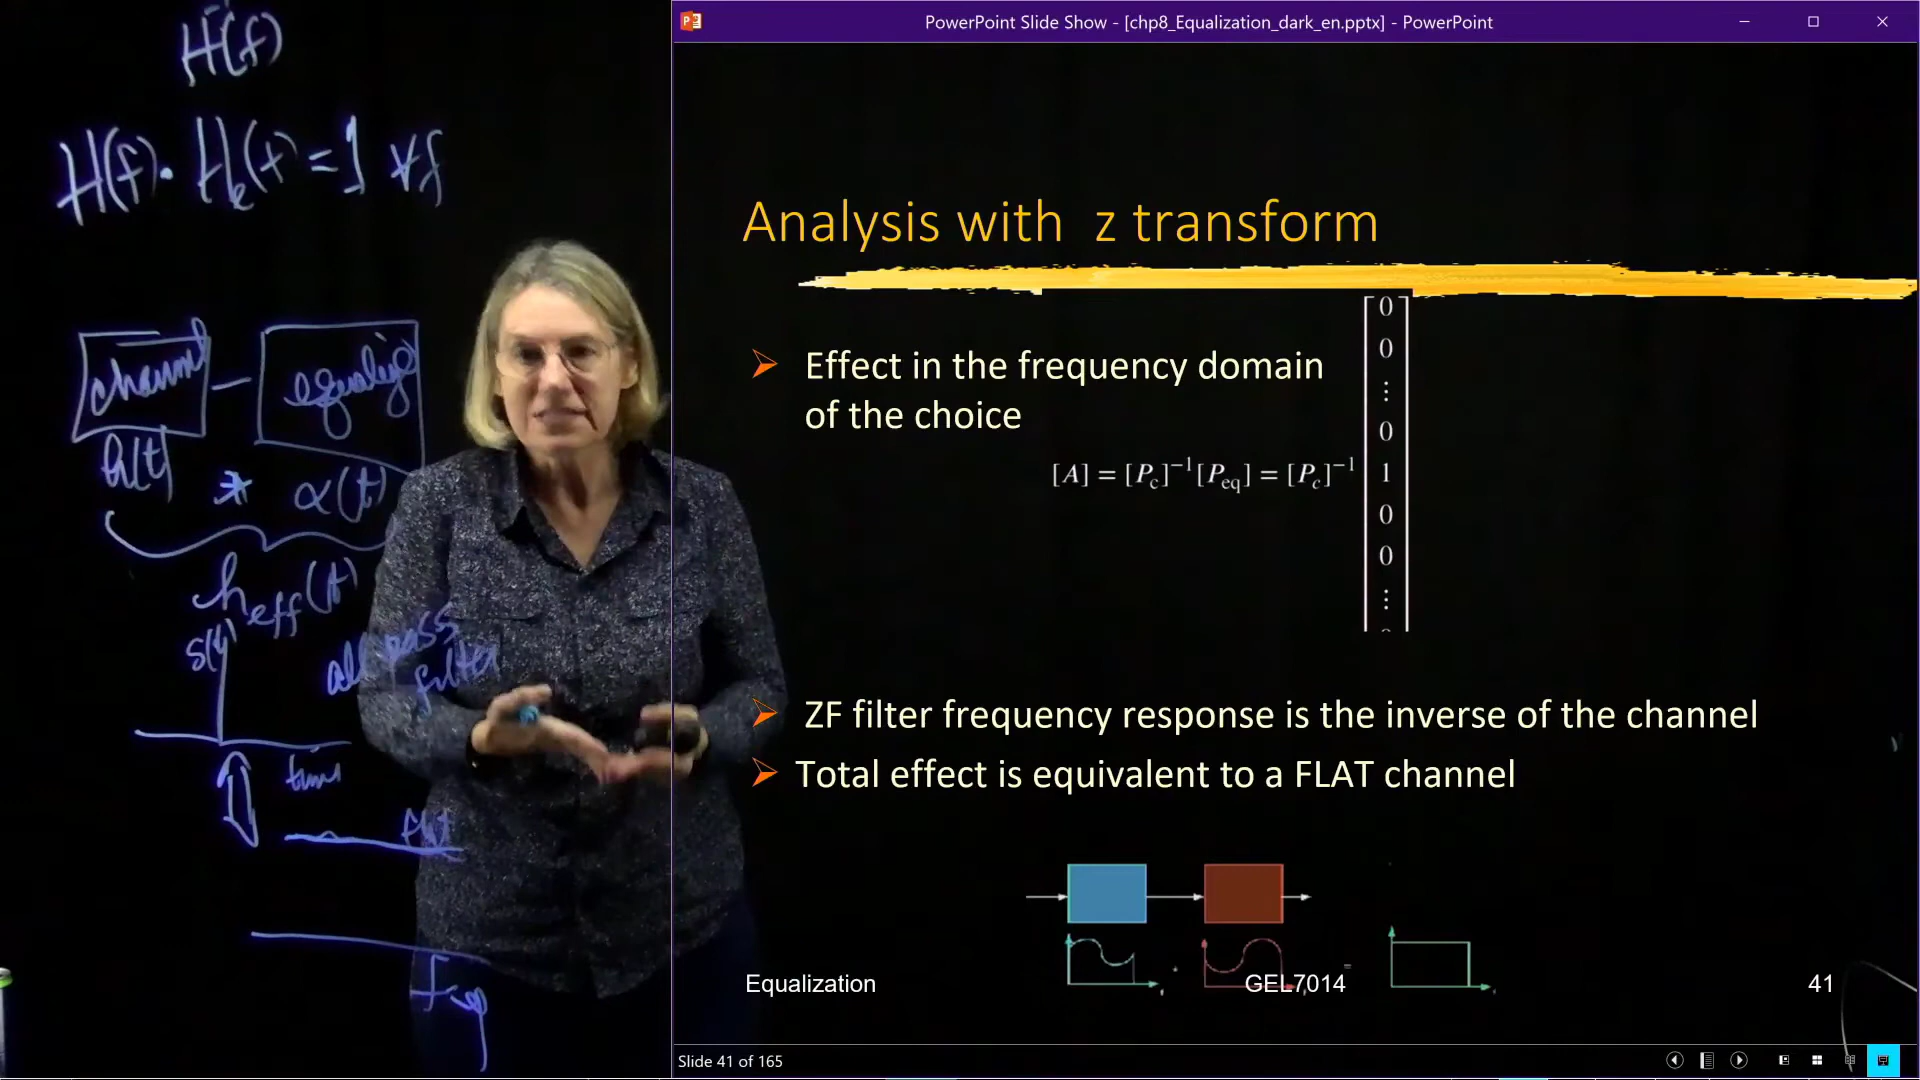 H(f)
H(f) · H_e(f) = 1 ∀f
channel — equalizer
h(t) * α(t)
h_eff(t)
δ(t)
all pass
filter
time
flat
Freq
PowerPoint Slide Show - [chp8_Equalization_dark_en.pptx] - PowerPoint
Analysis with z transform
Effect in the frequency domain
of the choice
[A] = [P_c]⁻¹ [P_eq] = [P_c]⁻¹
0
0
⋮
0
1
0
0
⋮
ZF filter frequency response is the inverse of the channel
Total effect is equivalent to a FLAT channel
Equalization GEL7014 41
Slide 41 of 165